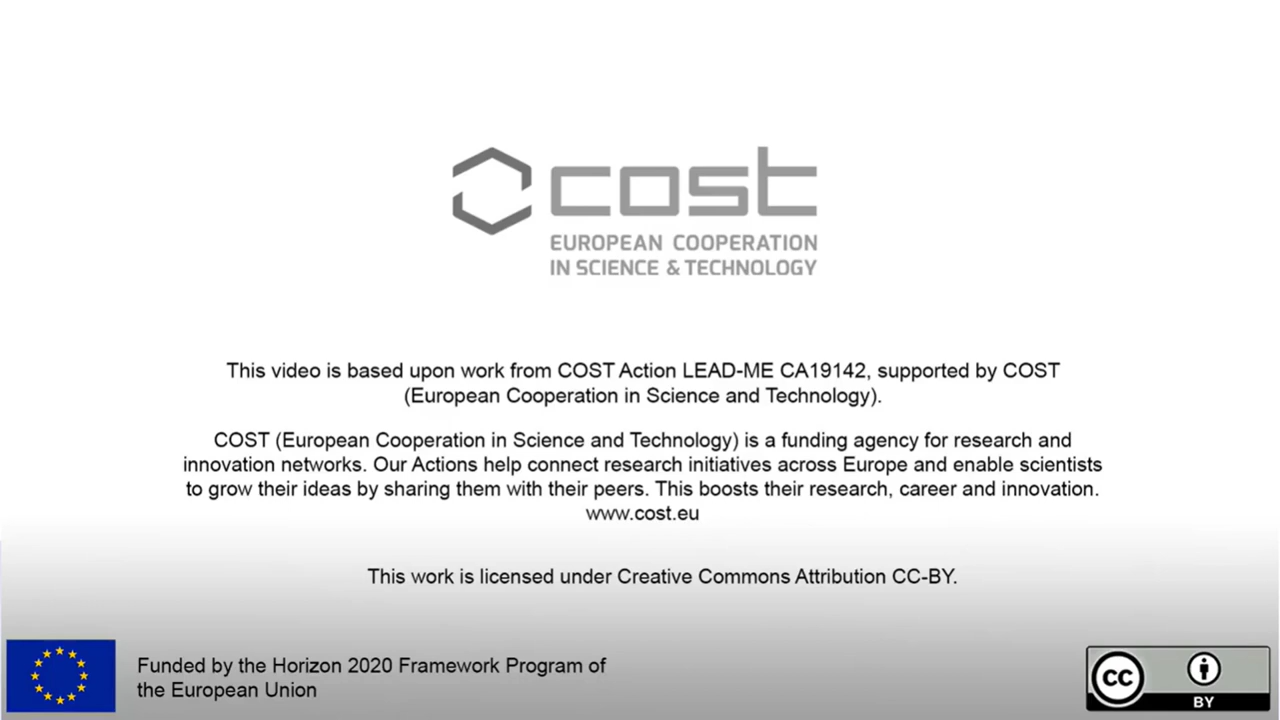 cost
EUROPEAN COOPERATION
IN SCIENCE & TECHNOLOGY
This video is based upon work from COST Action LEAD-ME CA19142, supported by COST
(European Cooperation in Science and Technology).
COST (European Cooperation in Science and Technology) is a funding agency for research and
innovation networks. Our Actions help connect research initiatives across Europe and enable scientists
to grow their ideas by sharing them with their peers. This boosts their research, career and innovation.
www.cost.eu
This work is licensed under Creative Commons Attribution CC-BY.
Funded by the Horizon 2020 Framework Program of
the European Union
cc
BY